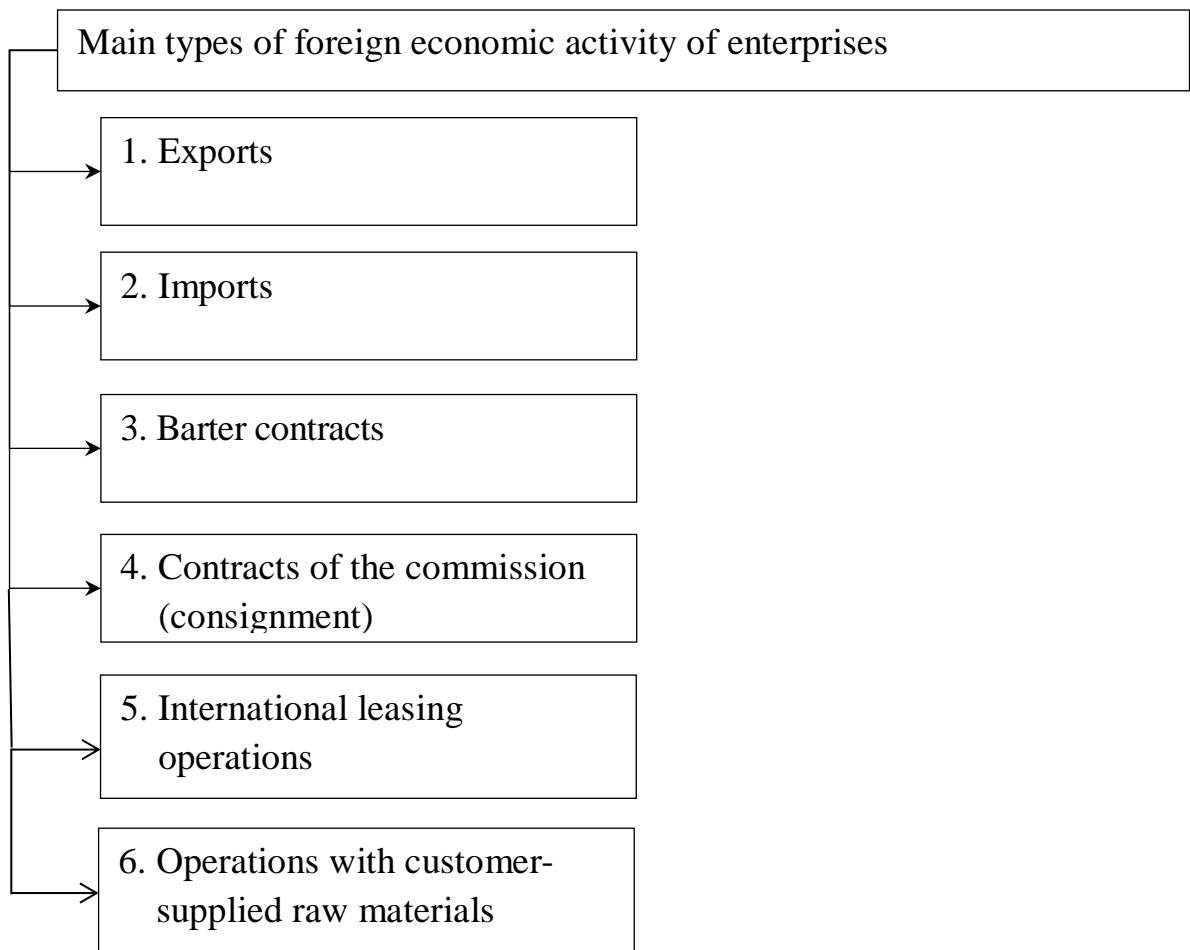 Main types of foreign economic activity of enterprises
1. Exports
2. Imports
3. Barter contracts
4. Contracts of the commission
(consignment)
5. International leasing
operations
6. Operations with customer-
supplied raw materials